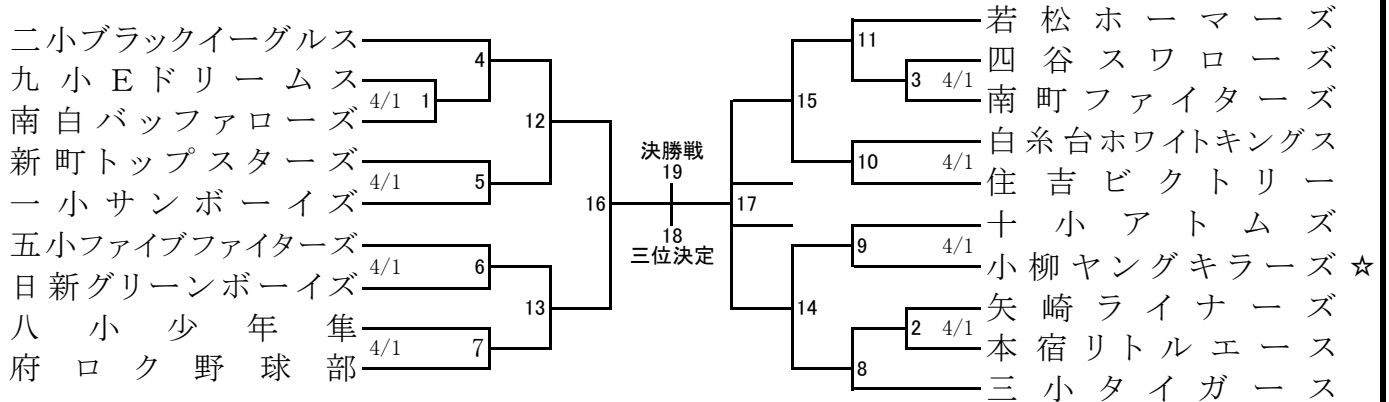 二小ブラックイーグルス
九小Eドリームス
南白バッファローズ
新町トップスターズ
一小サンボーイズ
五小ファイブファイターズ
日新グリーンボーイズ
八小少年隼
府ロク野球部
4
4/1 1
12
4/1 5
16
4/1 6
13
4/1 7
決勝戦
19
18
三位決定
17
15
11
3 4/1
10 4/1
9 4/1
14
2 4/1
8
若松ホーマーズ
四谷スワローズ
南町ファイターズ
白糸台ホワイトキングス
住吉ビクトリー
十小アトムズ
小柳ヤングキラーズ☆
矢崎ライナーズ
本宿リトルエース
三小タイガース